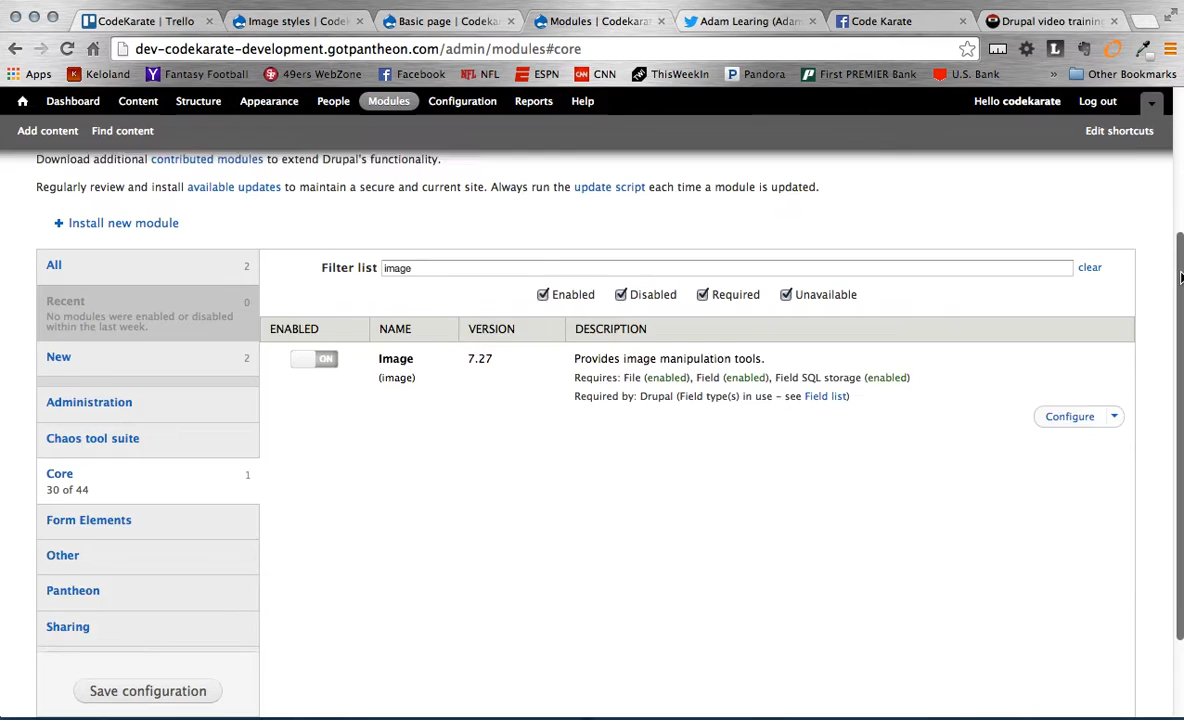 CodeKarate | Trello
Image styles | Codek
Basic page | Codekar
Modules | Codekarat
Adam Learing (Adam
Code Karate
Drupal video training
dev-codekarate-development.gotpantheon.com/admin/modules#core
Apps
Keloland
Fantasy Football
49ers WebZone
Facebook
NFL
ESPN
CNN
ThisWeekIn
Pandora
First PREMIER Bank
U.S. Bank
»
Other Bookmarks
Dashboard
Content
Structure
Appearance
People
Modules
Configuration
Reports
Help
Hello codekarate
Log out
Add content
Find content
Edit shortcuts
Download additional contributed modules to extend Drupal's functionality.
Regularly review and install available updates to maintain a secure and current site. Always run the update script each time a module is updated.
+ Install new module
All 2
Recent 0
No modules were enabled or disabled
within the last week.
New 2
Administration
Chaos tool suite
Core 1
30 of 44
Form Elements
Other
Pantheon
Sharing
Save configuration
Filter list image clear
Enabled Disabled Required Unavailable
ENABLED NAME VERSION DESCRIPTION
ON Image 7.27 Provides image manipulation tools.
(image) Requires: File (enabled), Field (enabled), Field SQL storage (enabled)
Required by: Drupal (Field type(s) in use – see Field list)
Configure